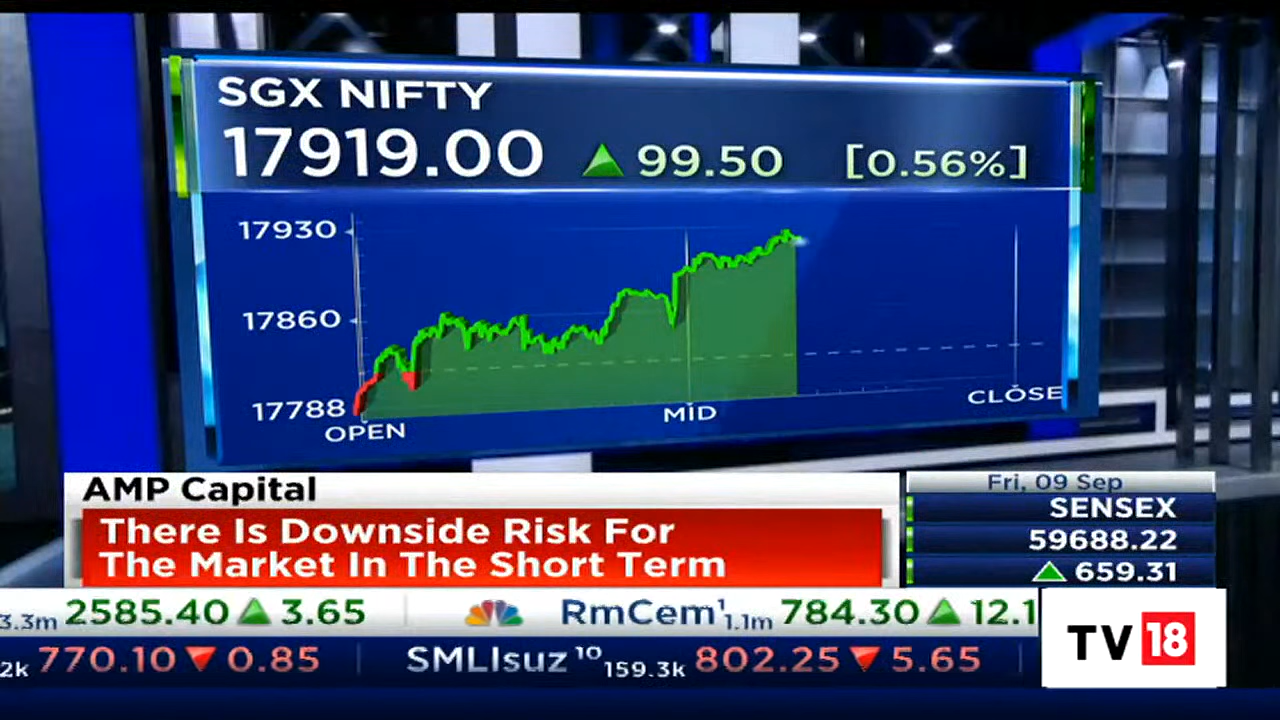 SGX NIFTY
17919.00 ▲ 99.50 [0.56%]
17930
17860
17788
OPEN
MID
CLOSE
AMP Capital
There Is Downside Risk For
The Market In The Short Term
Fri, 09 Sep
SENSEX
59688.22
▲ 659.31
3.3m 2585.40 ▲ 3.65 RmCem¹ 1.1m 784.30 ▲ 12.1
2k 770.10 ▼ 0.85 SMLIsuz¹⁰ 159.3k 802.25 ▼ 5.65
TV18